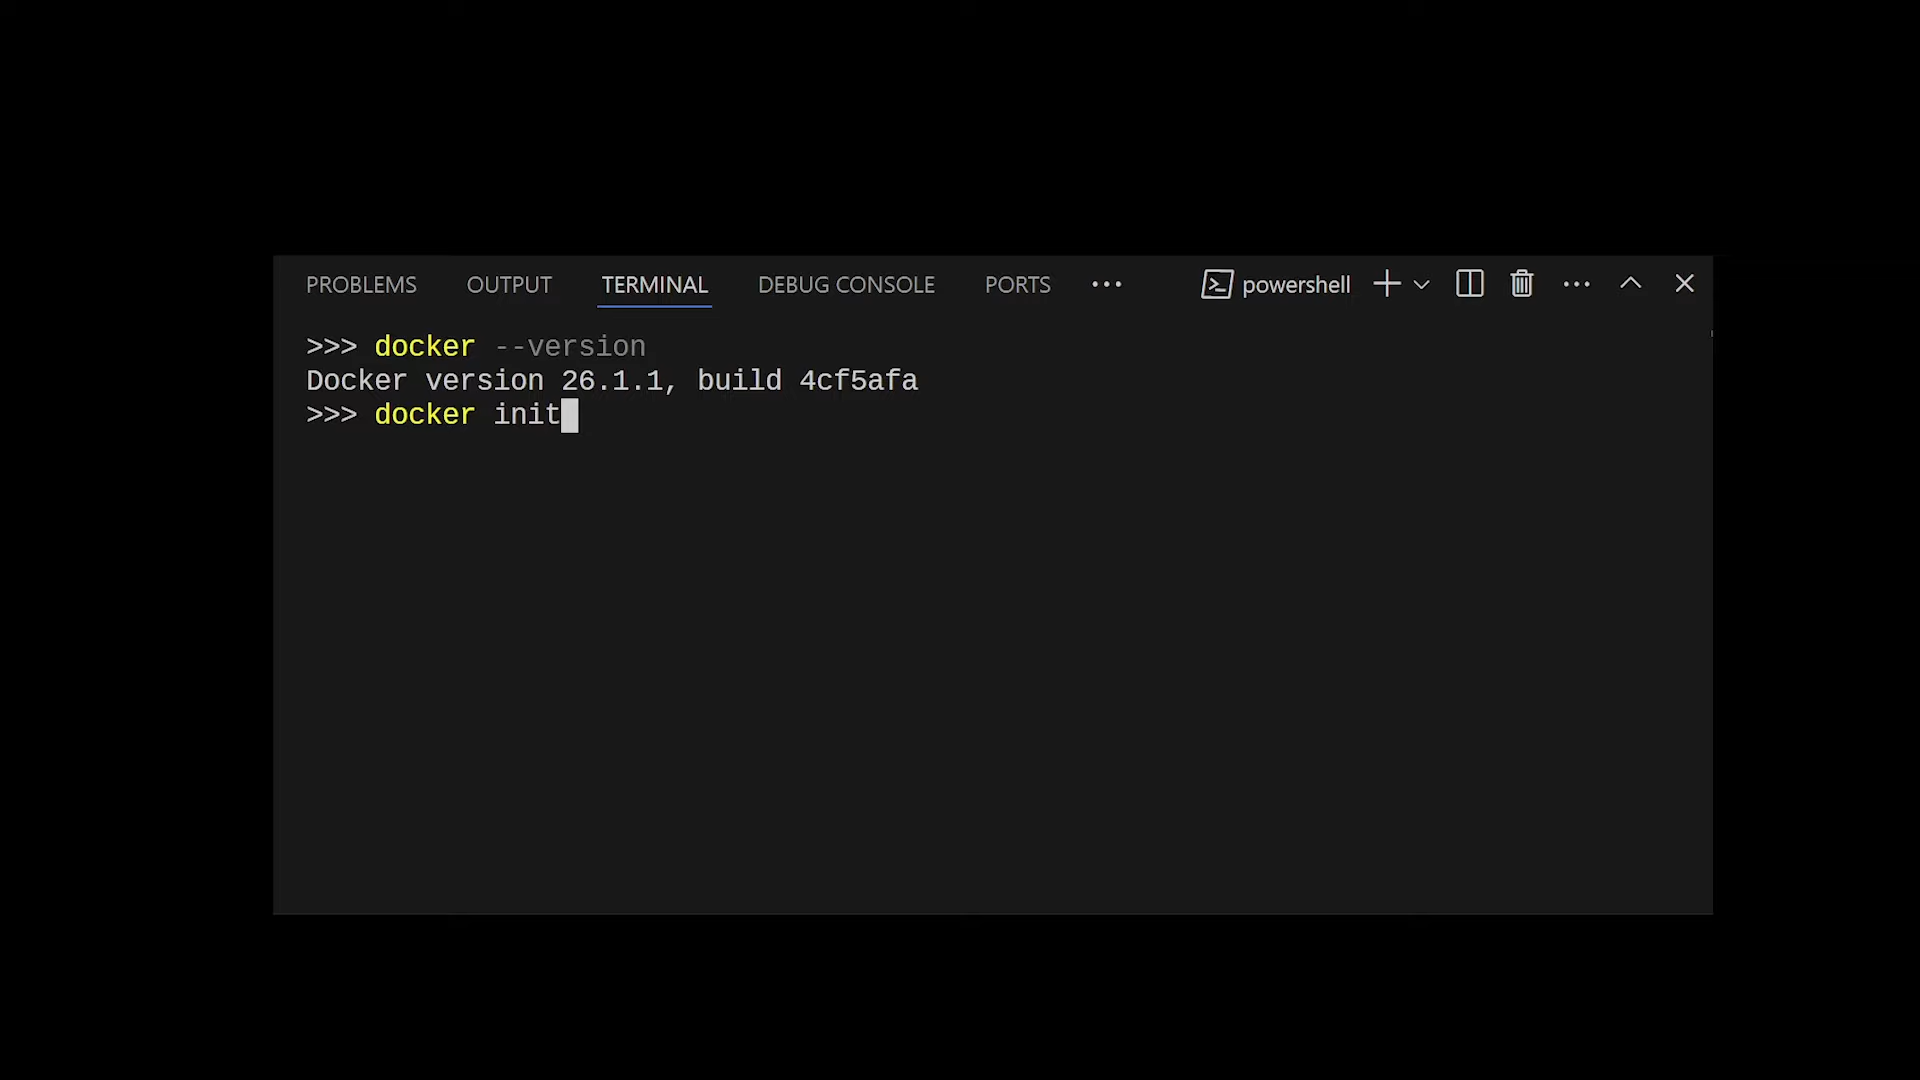 PROBLEMS OUTPUT TERMINAL DEBUG CONSOLE PORTS ··· powershell
>>> docker --version
Docker version 26.1.1, build 4cf5afa
>>> docker init